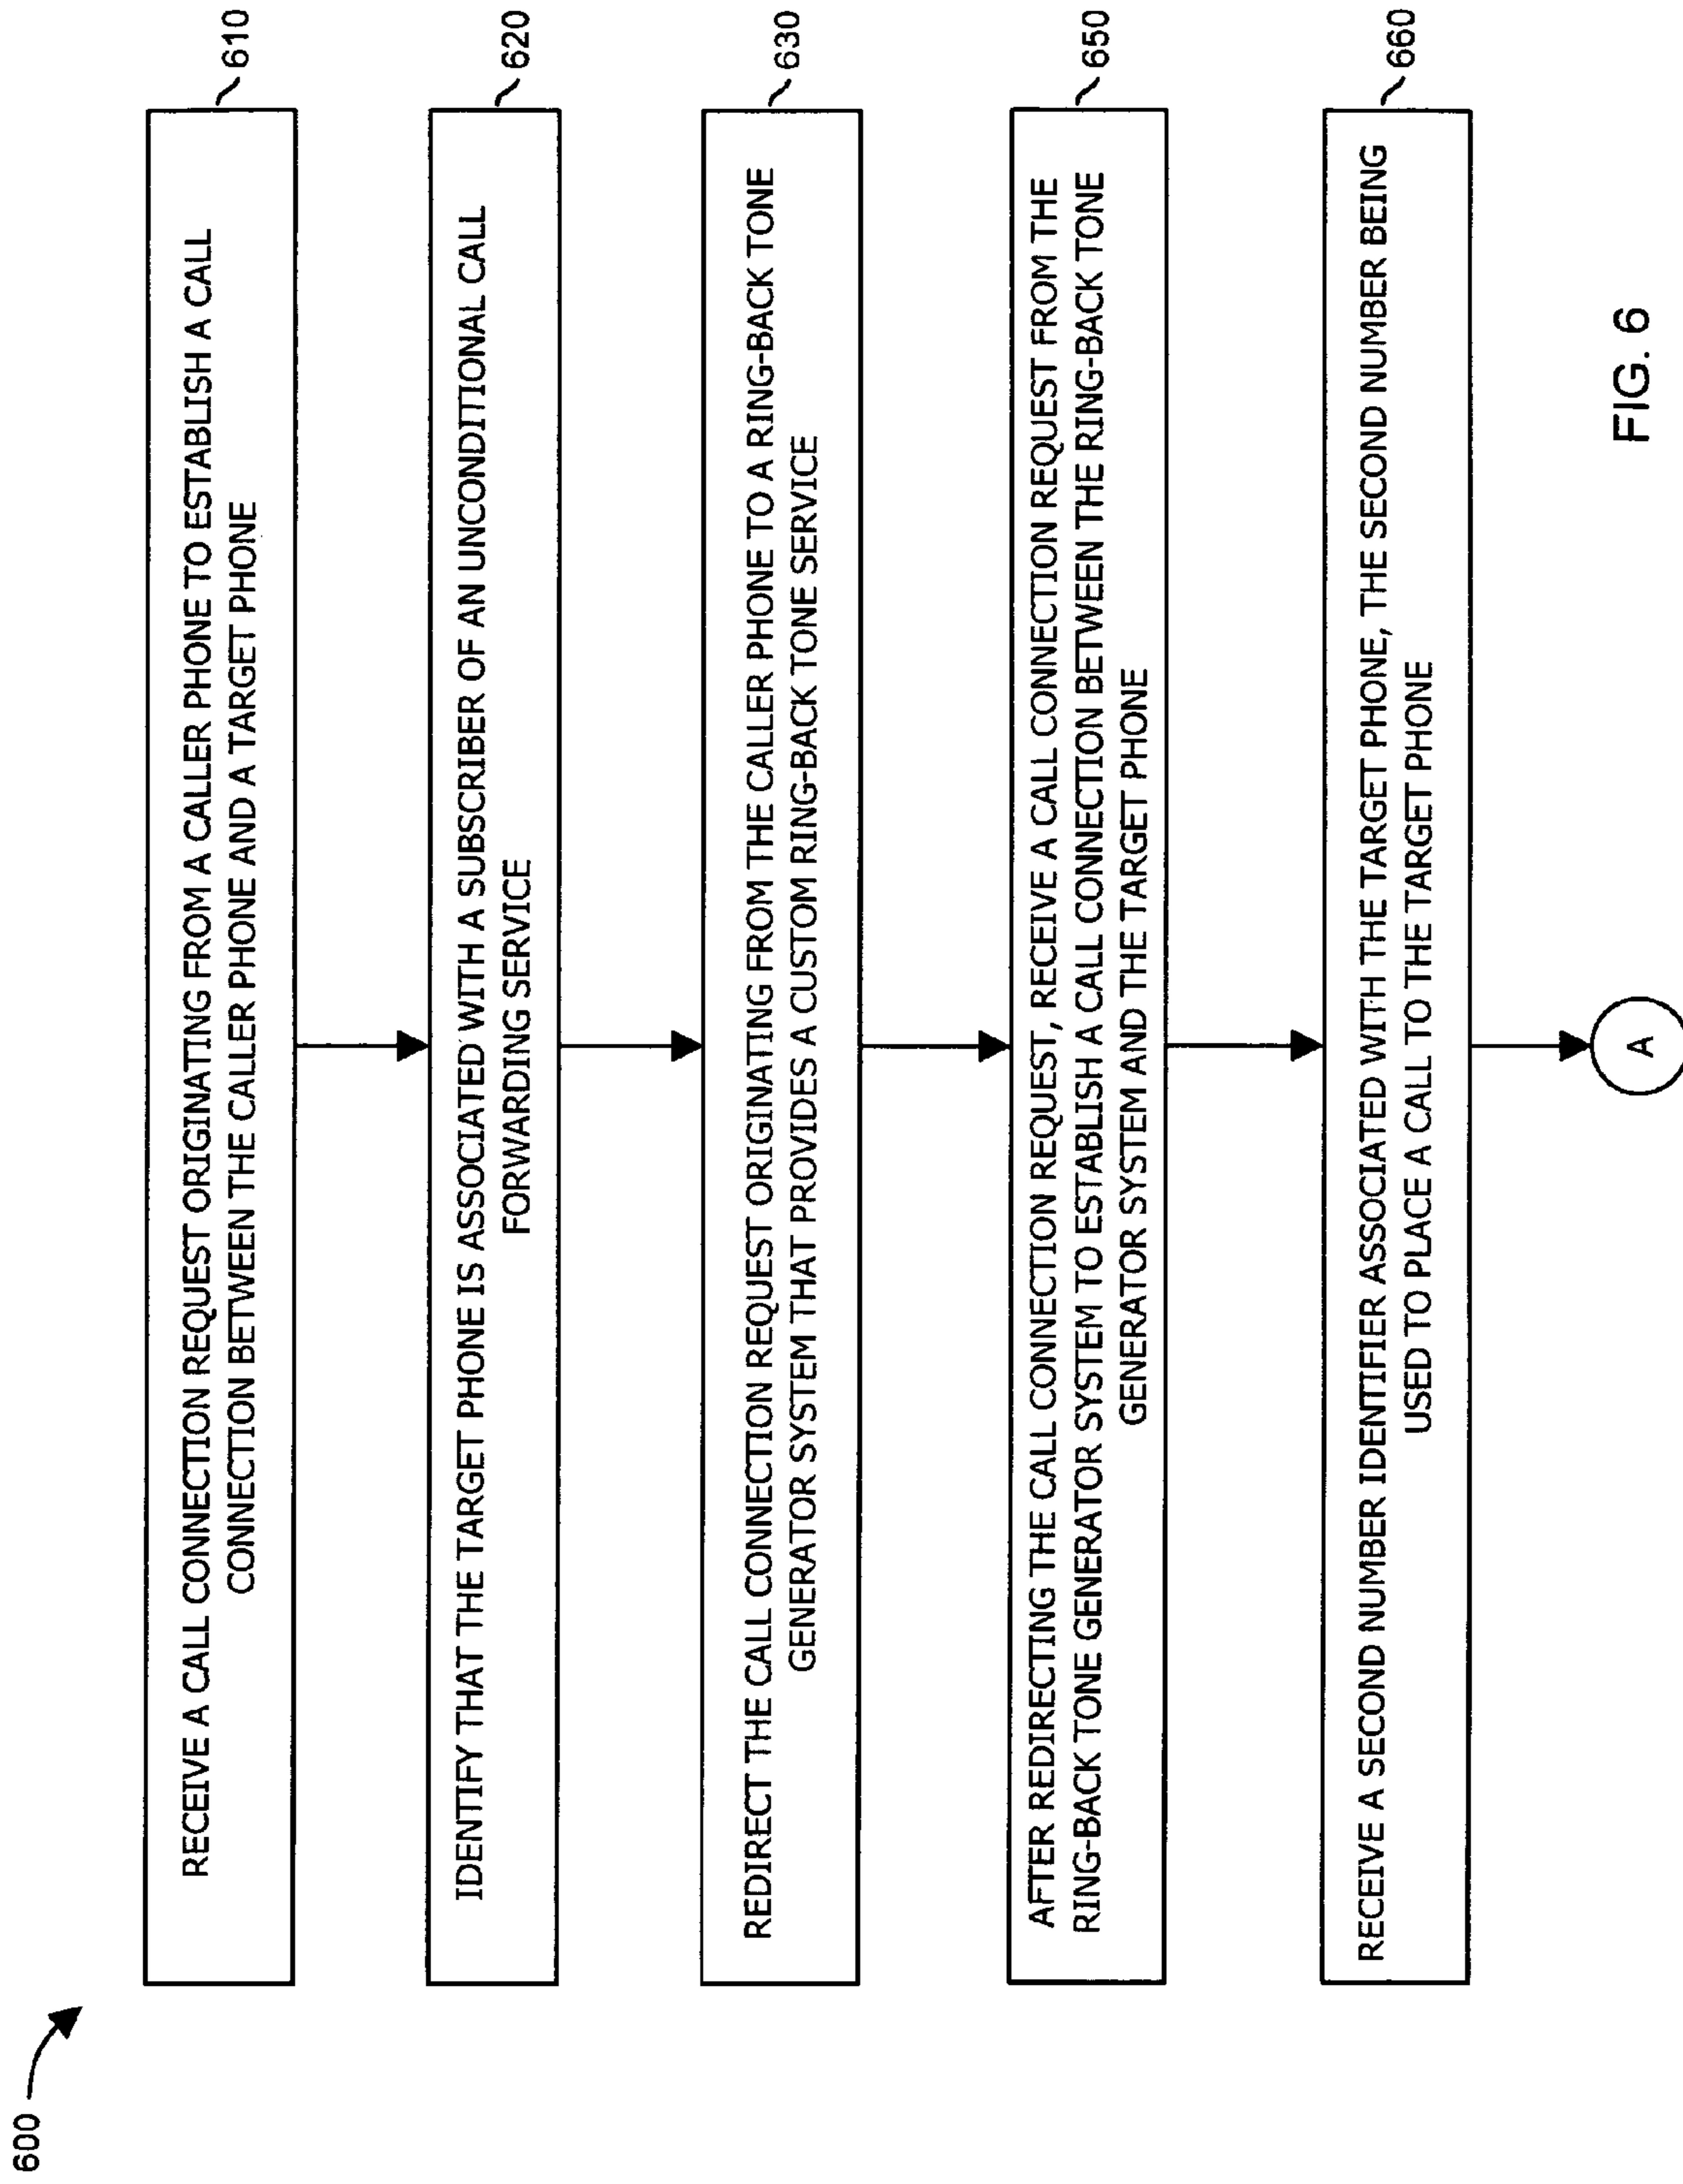 600
RECEIVE A CALL CONNECTION REQUEST ORIGINATING FROM A CALLER PHONE TO ESTABLISH A CALL
CONNECTION BETWEEN THE CALLER PHONE AND A TARGET PHONE
610
IDENTIFY THAT THE TARGET PHONE IS ASSOCIATED WITH A SUBSCRIBER OF AN UNCONDITIONAL CALL
FORWARDING SERVICE
620
REDIRECT THE CALL CONNECTION REQUEST ORIGINATING FROM THE CALLER PHONE TO A RING-BACK TONE
GENERATOR SYSTEM THAT PROVIDES A CUSTOM RING-BACK TONE SERVICE
630
AFTER REDIRECTING THE CALL CONNECTION REQUEST, RECEIVE A CALL CONNECTION REQUEST FROM THE
RING-BACK TONE GENERATOR SYSTEM TO ESTABLISH A CALL CONNECTION BETWEEN THE RING-BACK TONE
GENERATOR SYSTEM AND THE TARGET PHONE
650
RECEIVE A SECOND NUMBER IDENTIFIER ASSOCIATED WITH THE TARGET PHONE, THE SECOND NUMBER BEING
USED TO PLACE A CALL TO THE TARGET PHONE
660
A
FIG. 6